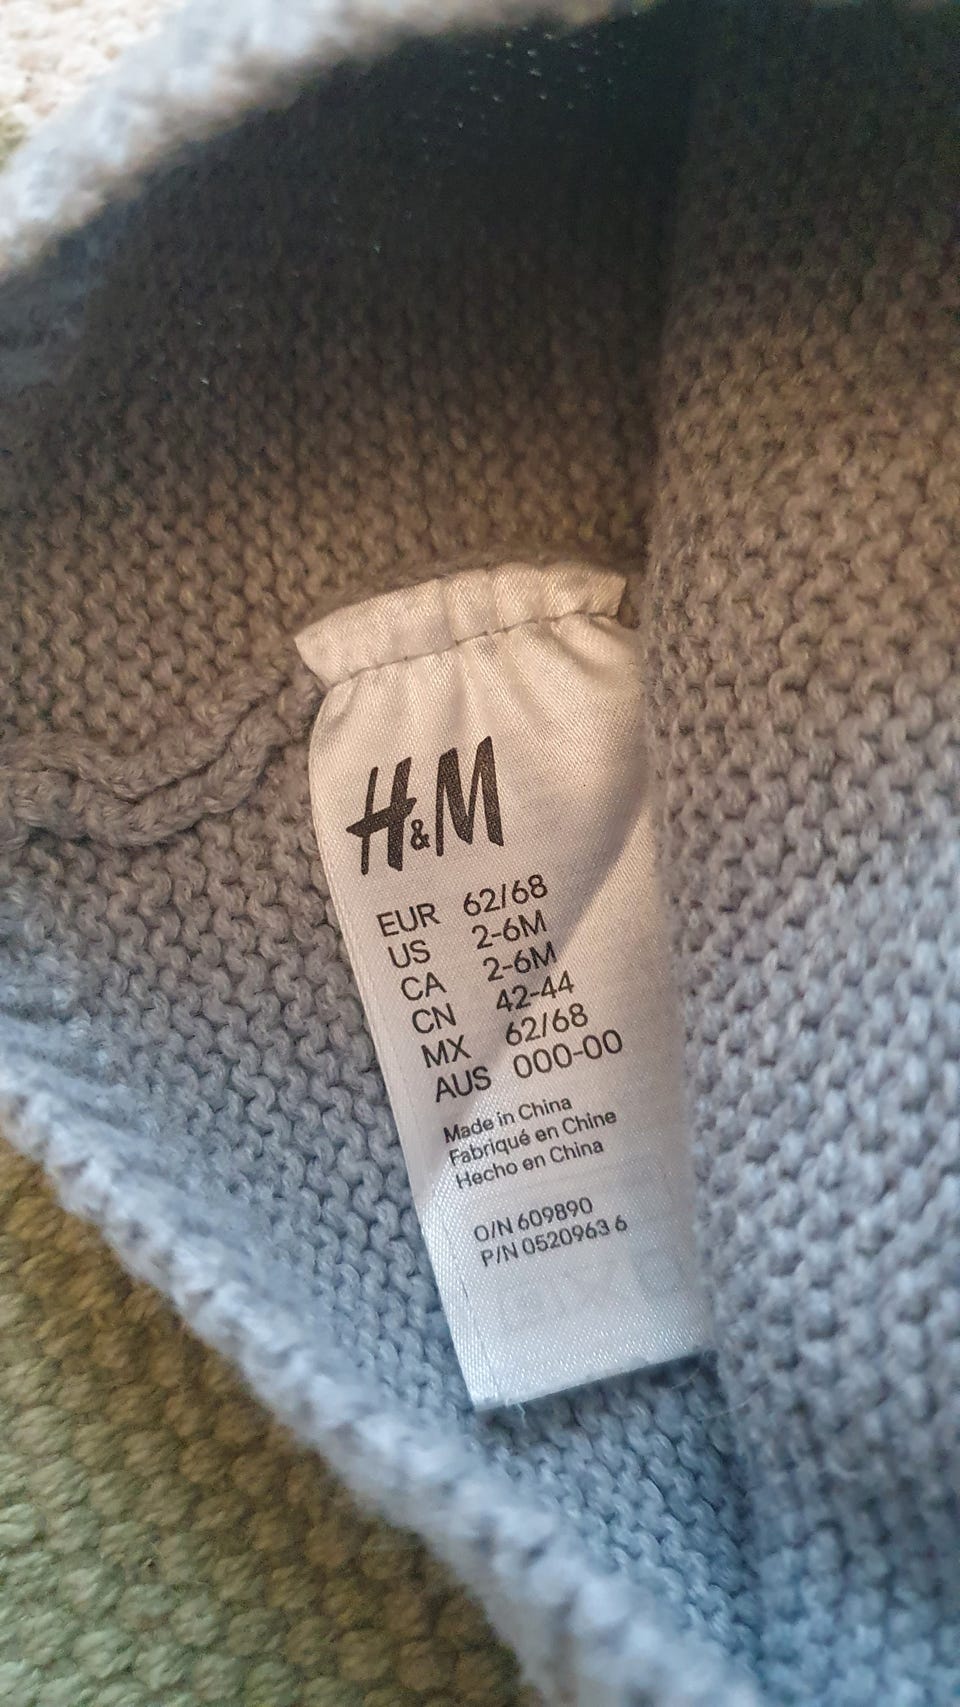 H&M
EUR 62/68
US 2-6M
CA 2-6M
CN 42-44
MX 62/68
AUS 000-00
Made in China
Fabriqué en Chine
Hecho en China
O/N 609890
P/N 0520963 6